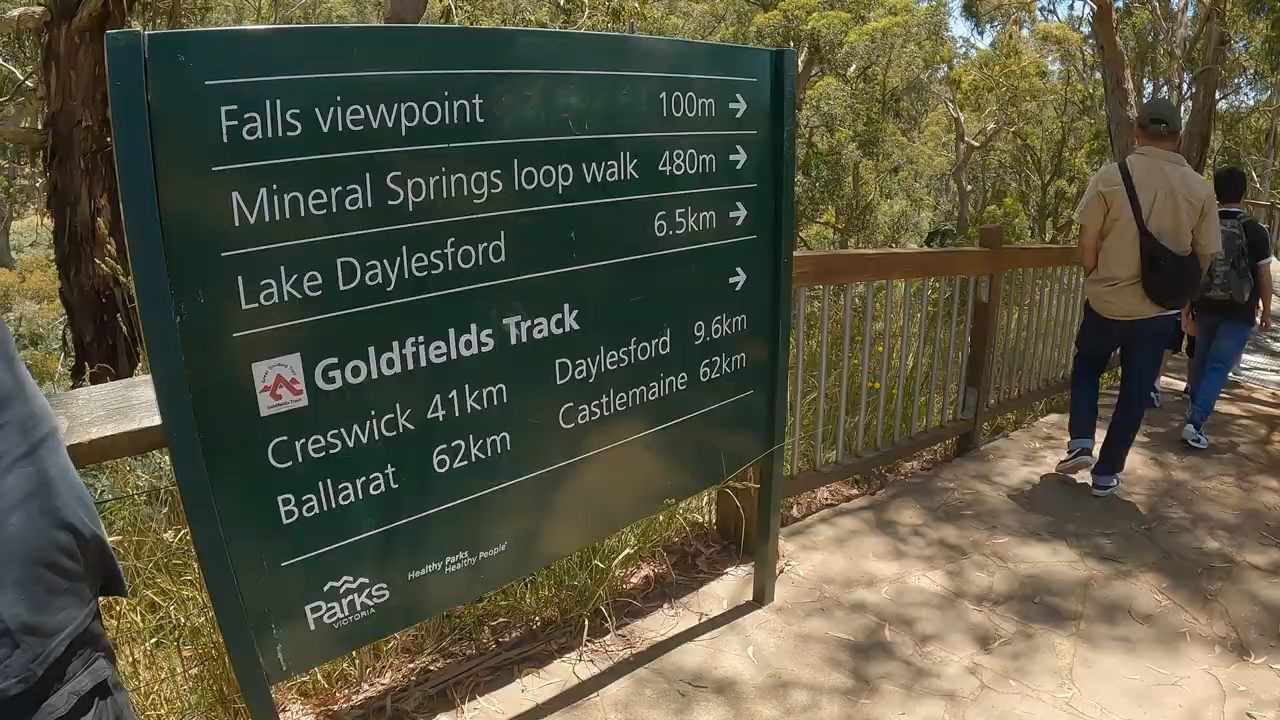 Falls viewpoint 100m →
Mineral Springs loop walk 480m →
Lake Daylesford 6.5km →
Goldfields Track →
Creswick 41km Daylesford 9.6km
Ballarat 62km Castlemaine 62km
Parks
VICTORIA
Healthy Parks
Healthy People